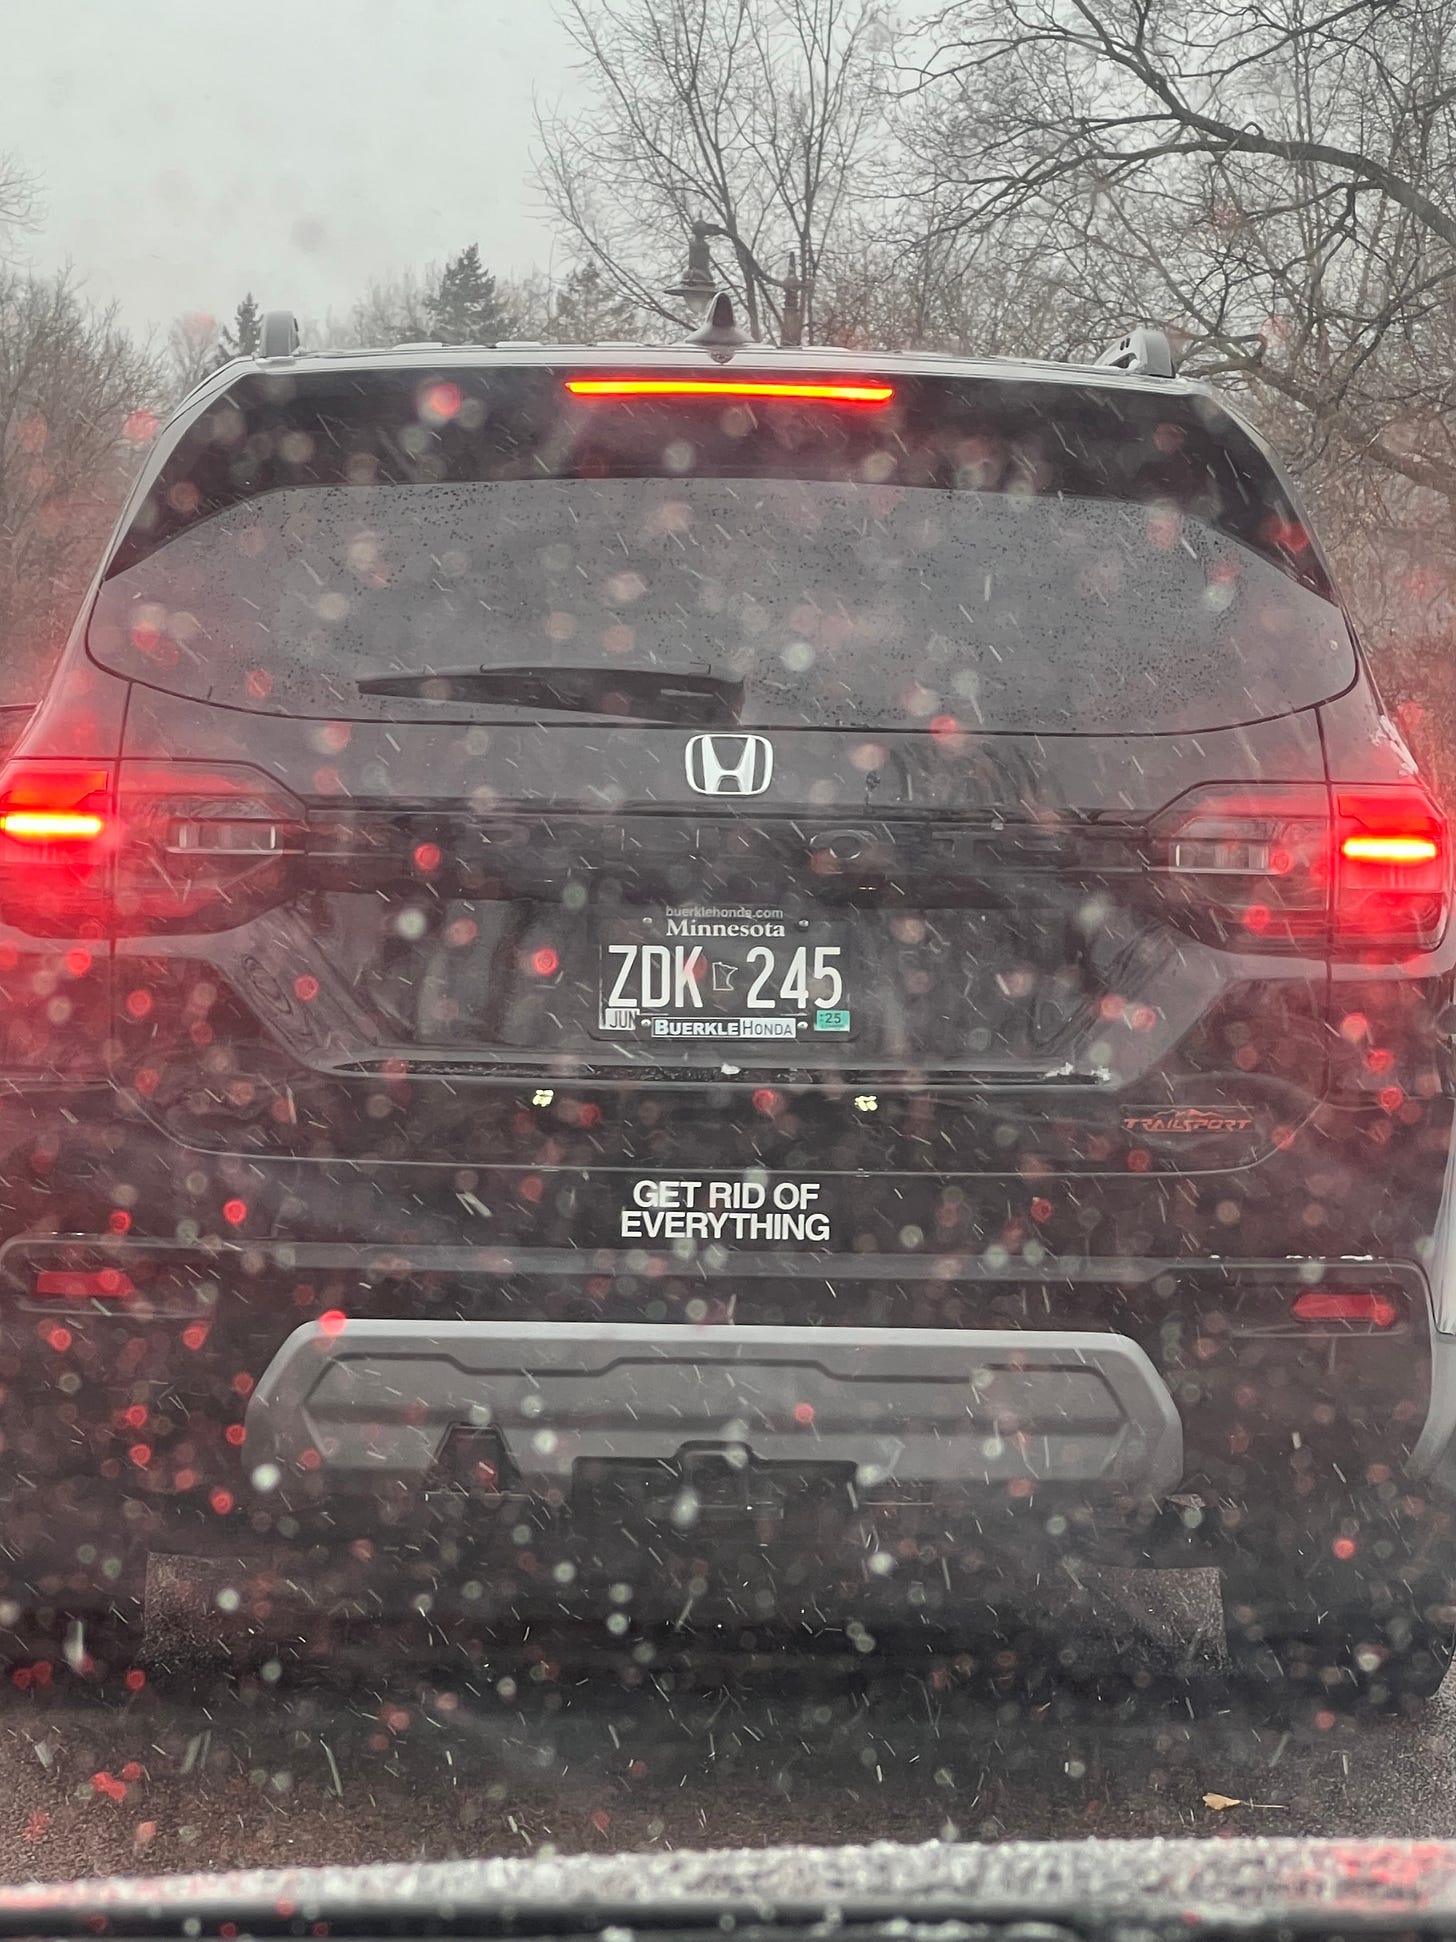 buerklehonda.com
Minnesota
ZDK 245
JUN BUERKLE HONDA 25
TRAILSPORT
GET RID OF
EVERYTHING